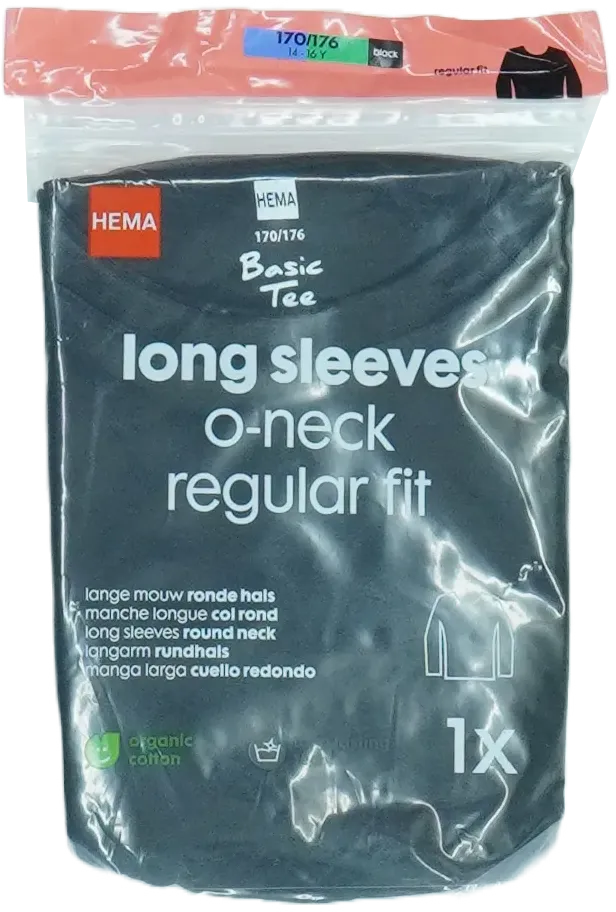 170/176
14 - 16 Y
black
regular fit
HEMA
HEMA
170/176
Basic
Tee
long sleeves
o-neck
regular fit
lange mouw ronde hals
manche longue col rond
long sleeves round neck
langarm rundhals
manga larga cuello redondo
organic
cotton
1x